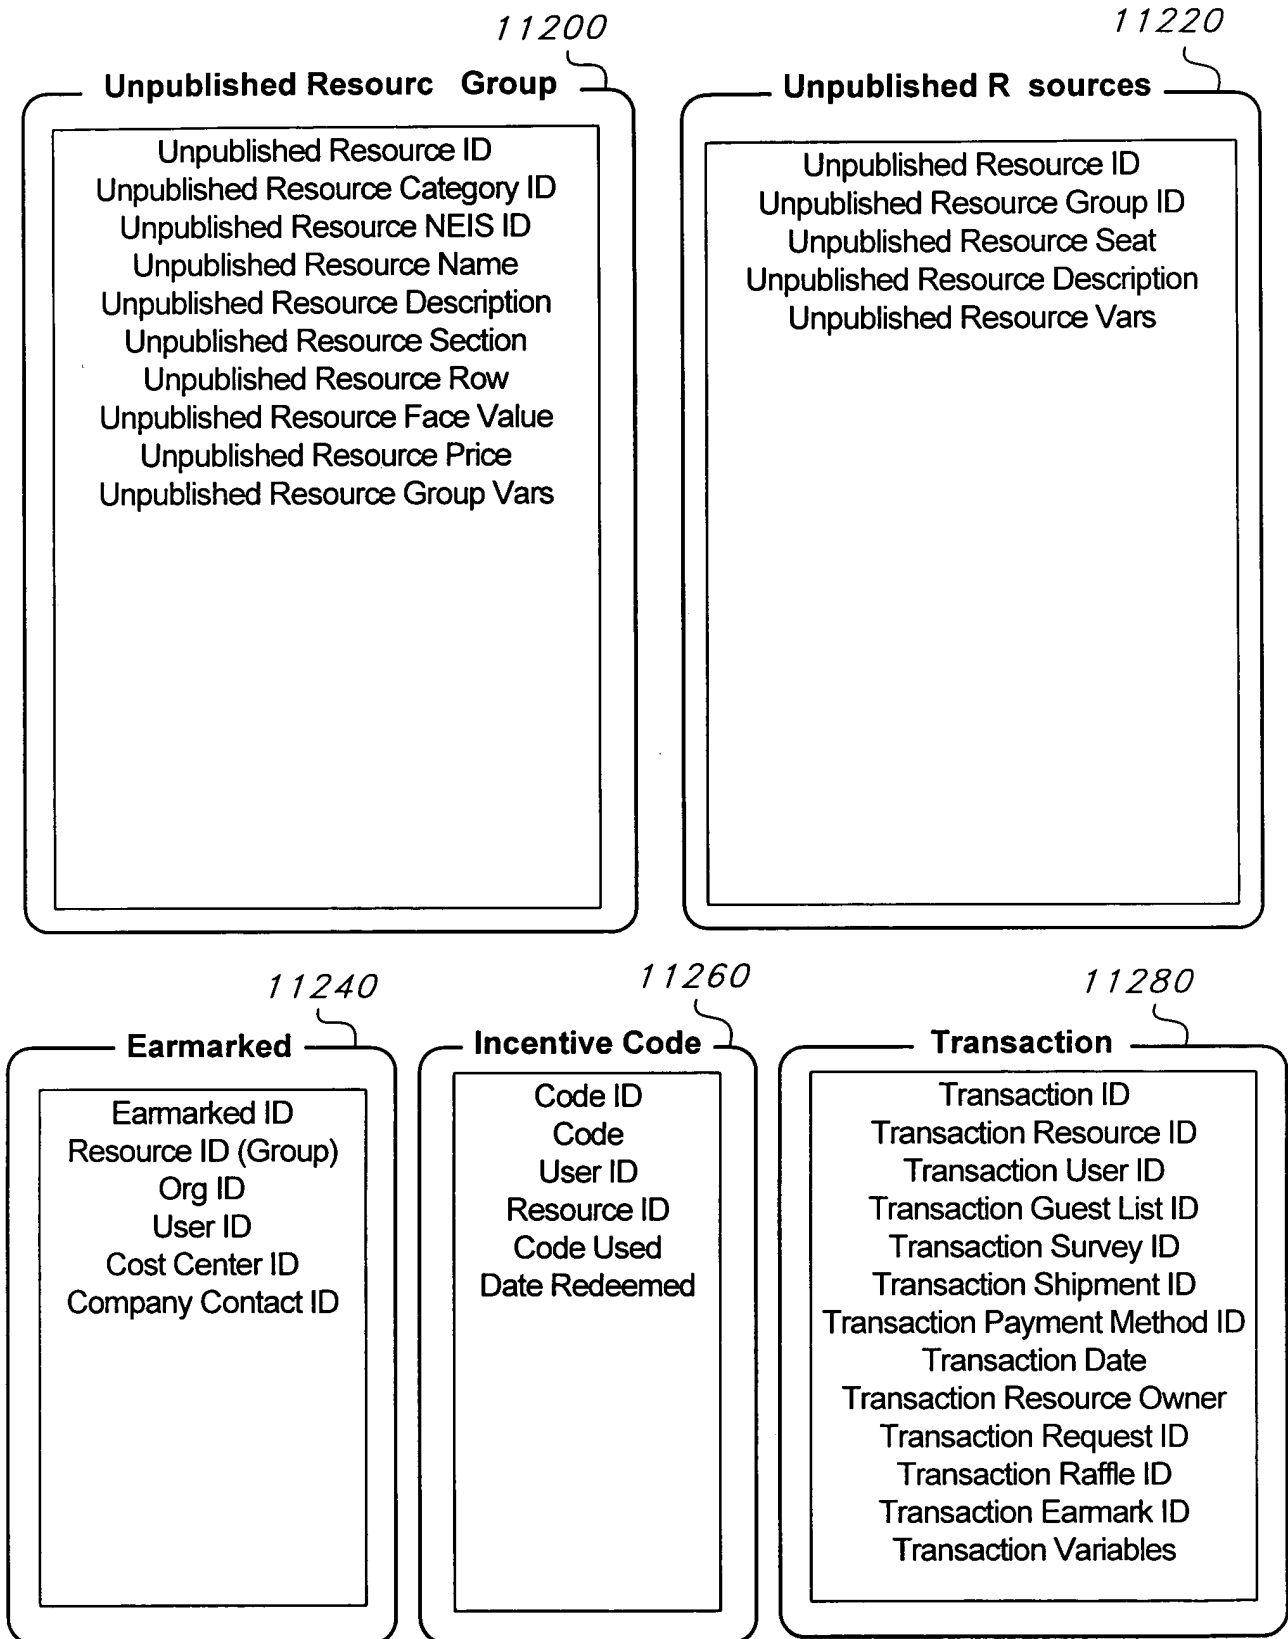 11200
Unpublished Resourc Group
Unpublished Resource ID
Unpublished Resource Category ID
Unpublished Resource NEIS ID
Unpublished Resource Name
Unpublished Resource Description
Unpublished Resource Section
Unpublished Resource Row
Unpublished Resource Face Value
Unpublished Resource Price
Unpublished Resource Group Vars
11220
Unpublished R sources
Unpublished Resource ID
Unpublished Resource Group ID
Unpublished Resource Seat
Unpublished Resource Description
Unpublished Resource Vars
11240
Earmarked
Earmarked ID
Resource ID (Group)
Org ID
User ID
Cost Center ID
Company Contact ID
11260
Incentive Code
Code ID
Code
User ID
Resource ID
Code Used
Date Redeemed
11280
Transaction
Transaction ID
Transaction Resource ID
Transaction User ID
Transaction Guest List ID
Transaction Survey ID
Transaction Shipment ID
Transaction Payment Method ID
Transaction Date
Transaction Resource Owner
Transaction Request ID
Transaction Raffle ID
Transaction Earmark ID
Transaction Variables